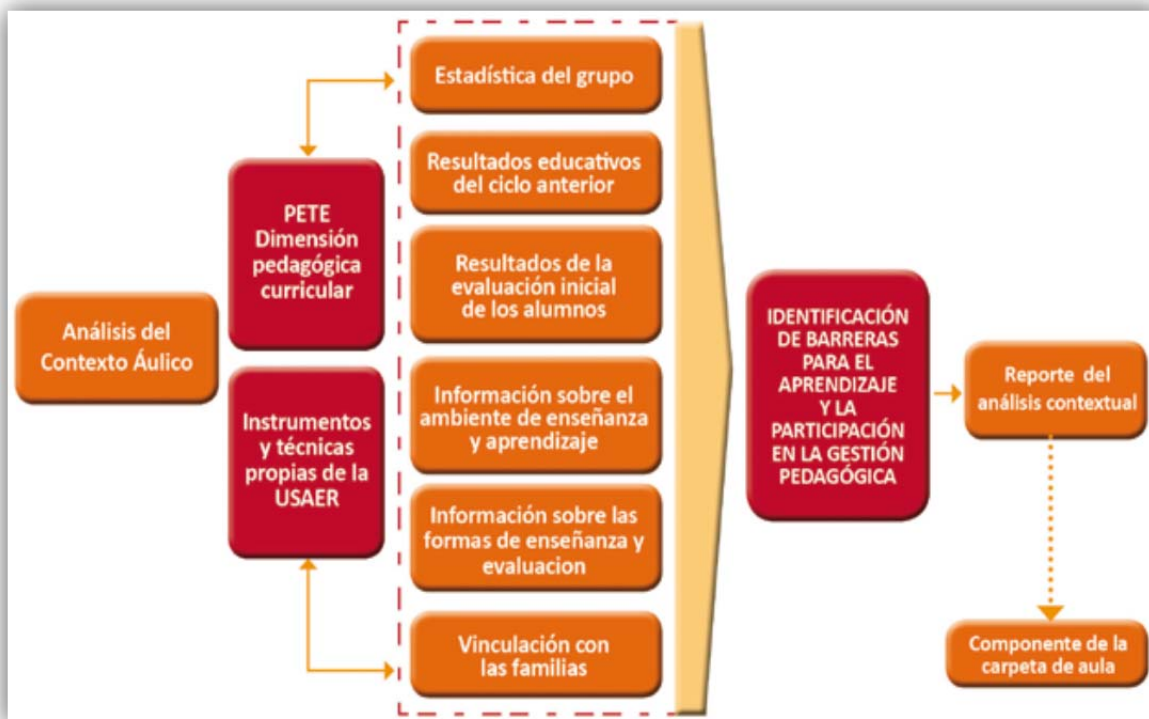 Análisis del
Contexto Áulico
PETE
Dimensión
pedagógica
curricular
Instrumentos
y técnicas
propias de la
USAER
Estadística del grupo
Resultados educativos
del ciclo anterior
Resultados de la
evaluación inicial
de los alumnos
Información sobre el
ambiente de enseñanza
y aprendizaje
Información sobre las
formas de enseñanza y
evaluacion
Vinculación con
las familias
IDENTIFICACIÓN
DE BARRERAS
PARA EL
APRENDIZAJE
Y LA
PARTICIPACIÓN
EN LA GESTIÓN
PEDAGÓGICA
Reporte del
análisis contextual
Componente de la
carpeta de aula